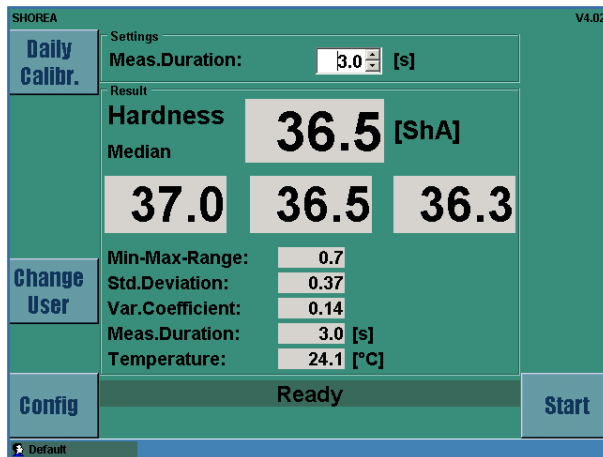 SHOREA V4.02
Daily Calibr.
Settings
Meas.Duration: 3.0 [s]
Result
Hardness 36.5 [ShA]
Median
37.0 36.5 36.3
Min-Max-Range: 0.7
Std.Deviation: 0.37
Var.Coefficient: 0.14
Meas.Duration: 3.0 [s]
Temperature: 24.1 [°C]
Change User
Config
Ready
Start
Default